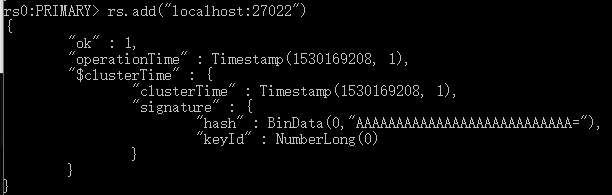 rs0:PRIMARY> rs.add("localhost:27022")
{
"ok" : 1,
"operationTime" : Timestamp(1530169208, 1),
"$clusterTime" : {
"clusterTime" : Timestamp(1530169208, 1),
"signature" : {
"hash" : BinData(0,"AAAAAAAAAAAAAAAAAAAAAAAAAAA="),
"keyId" : NumberLong(0)
}
}
}